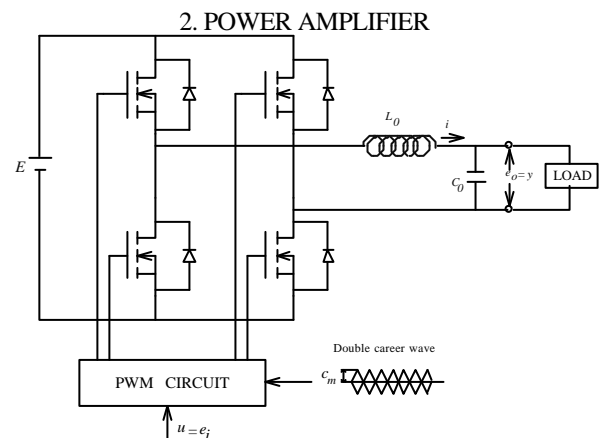 2. POWER AMPLIFIER
L0
i
E
C0
eo=y
LOAD
Double career wave
PWM CIRCUIT
cm
u=ei